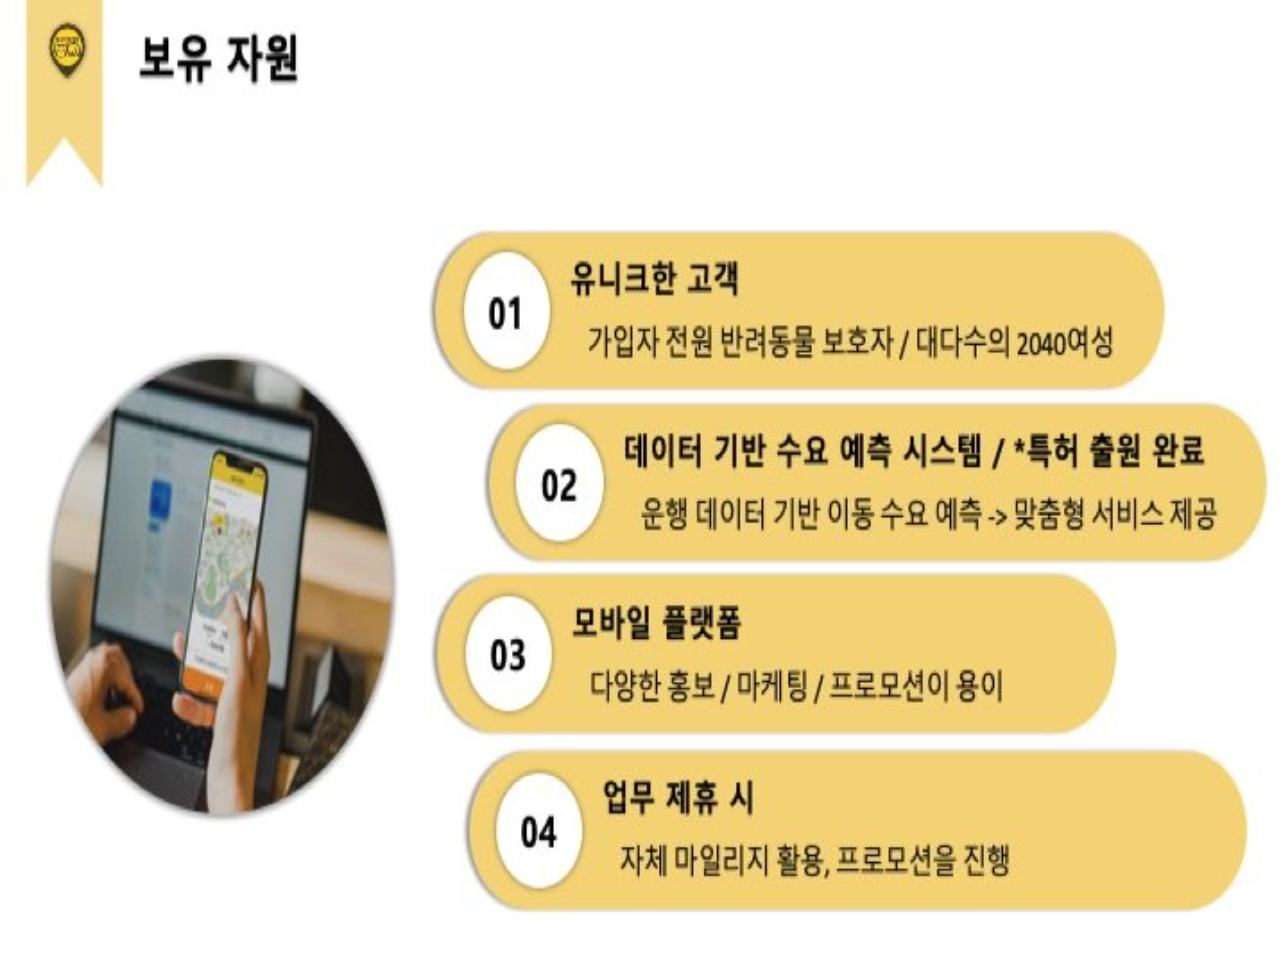 보유 자원
01
유니크한 고객
가입자 전원 반려동물 보호자 / 대다수의 2040여성
02
데이터 기반 수요 예측 시스템 / *특허 출원 완료
운행 데이터 기반 이동 수요 예측 -> 맞춤형 서비스 제공
03
모바일 플랫폼
다양한 홍보 / 마케팅 / 프로모션이 용이
04
업무 제휴 시
자체 마일리지 활용, 프로모션을 진행